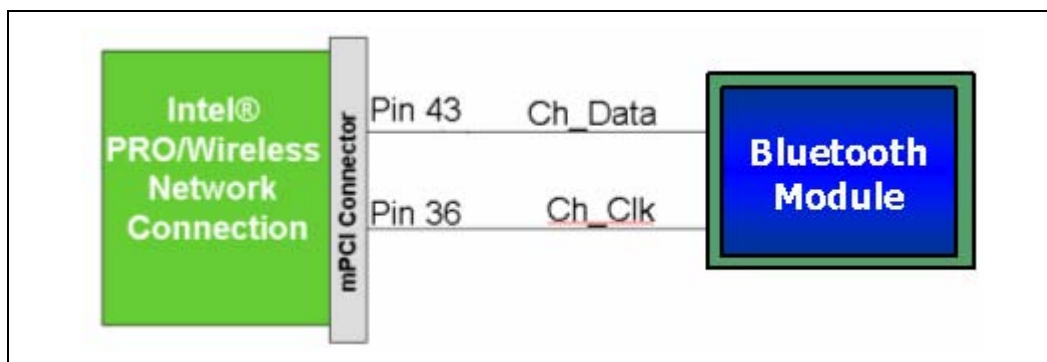 Intel®
PRO/Wireless
Network
Connection
mPCI Connector
Pin 43 Ch_Data
Pin 36 Ch_Clk
Bluetooth
Module